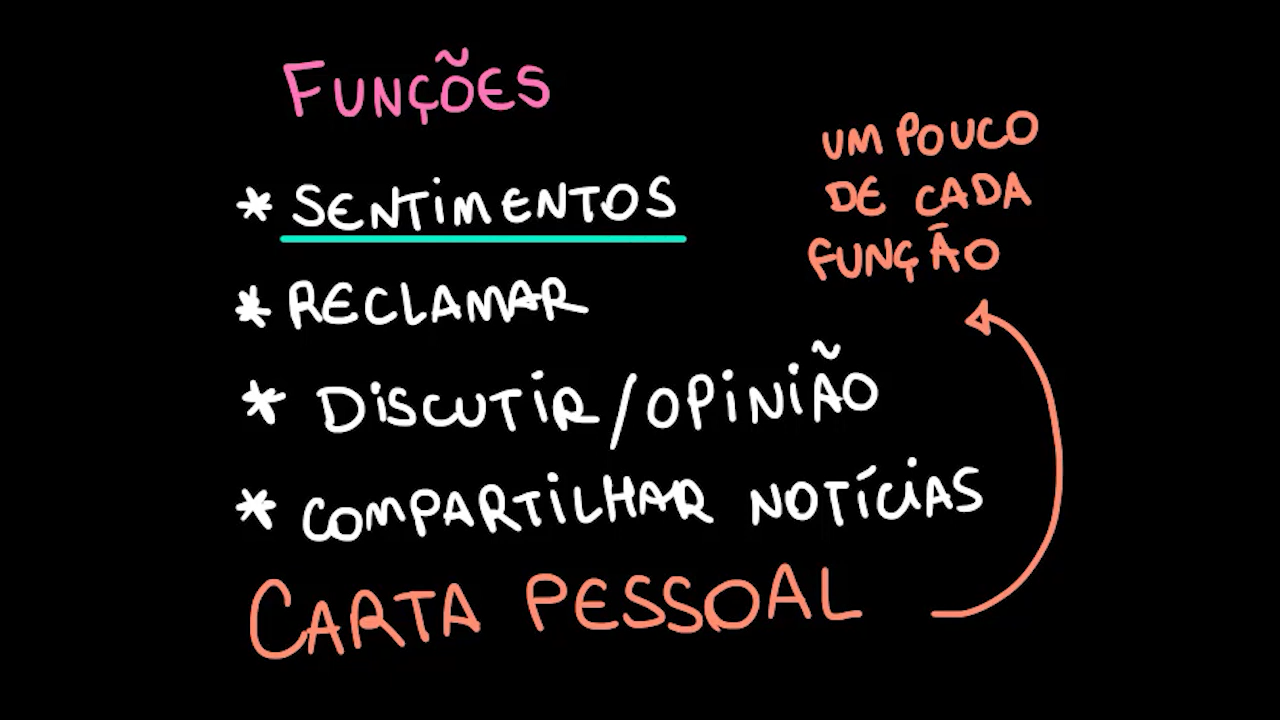 FUNÇÕES
* SENTIMENTOS
* RECLAMAR
* DISCUTIR/OPINIÃO
* COMPARTILHAR NOTÍCIAS
CARTA PESSOAL
UM POUCO
DE CADA
FUNÇÃO